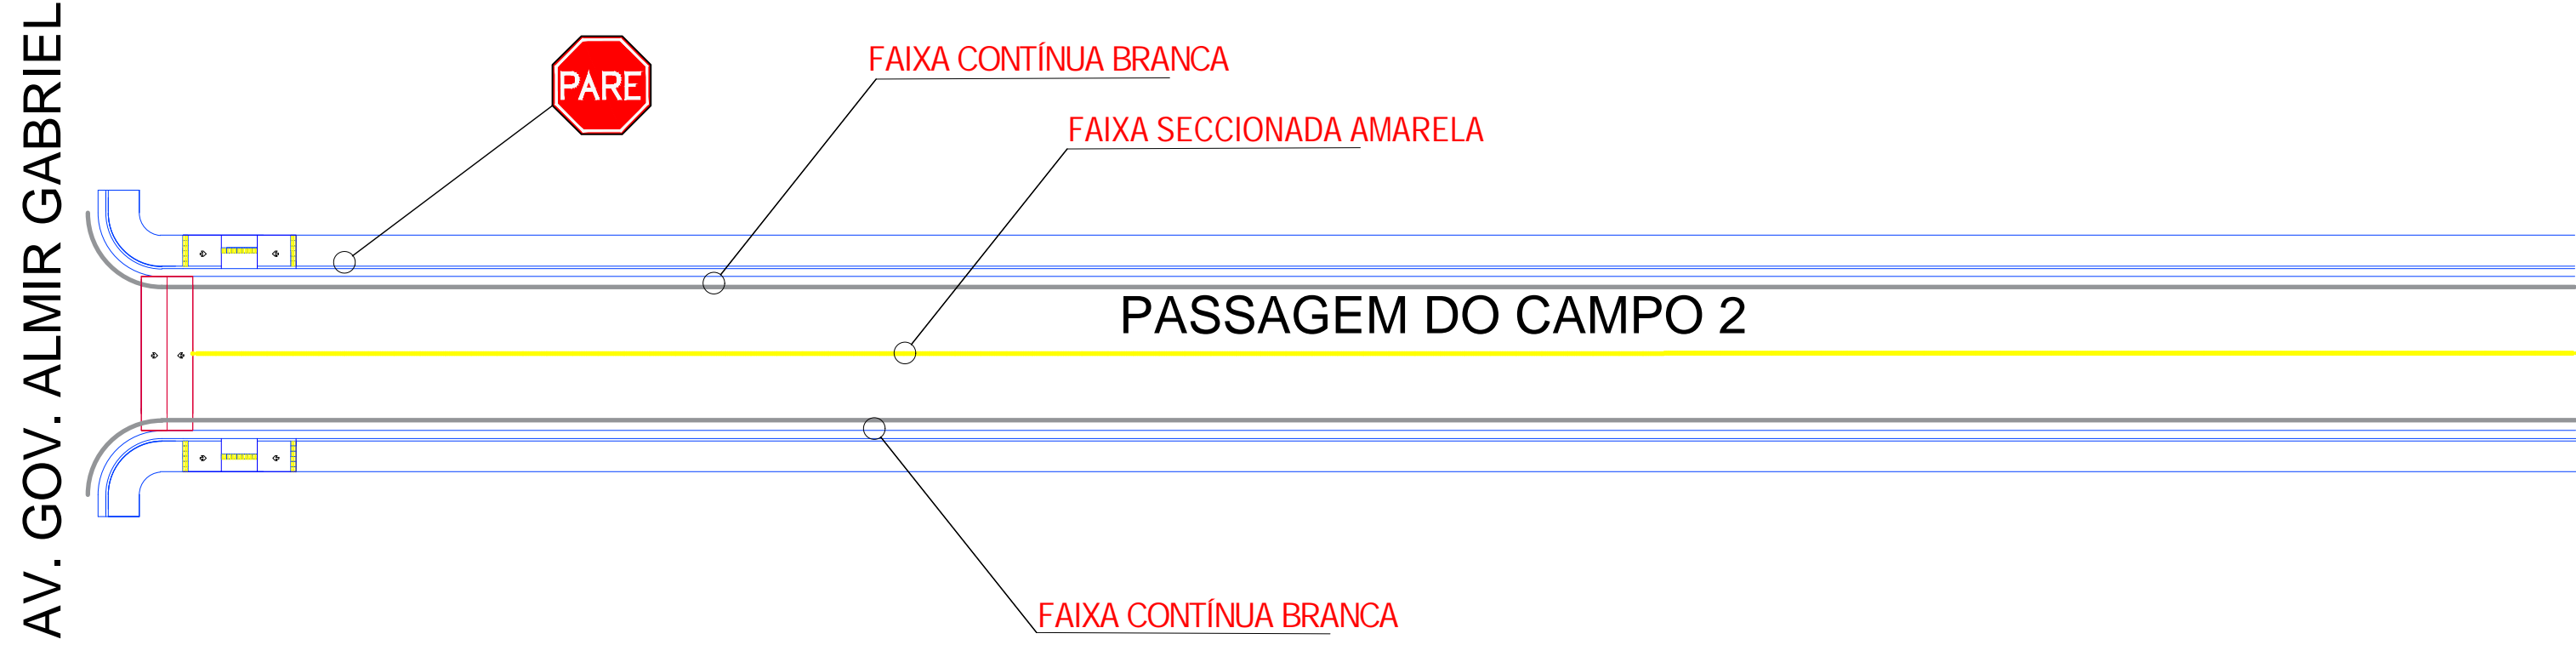 AV. GOV. ALMIR GABRIEL
PARE
FAIXA CONTÍNUA BRANCA
FAIXA SECCIONADA AMARELA
PASSAGEM DO CAMPO 2
FAIXA CONTÍNUA BRANCA